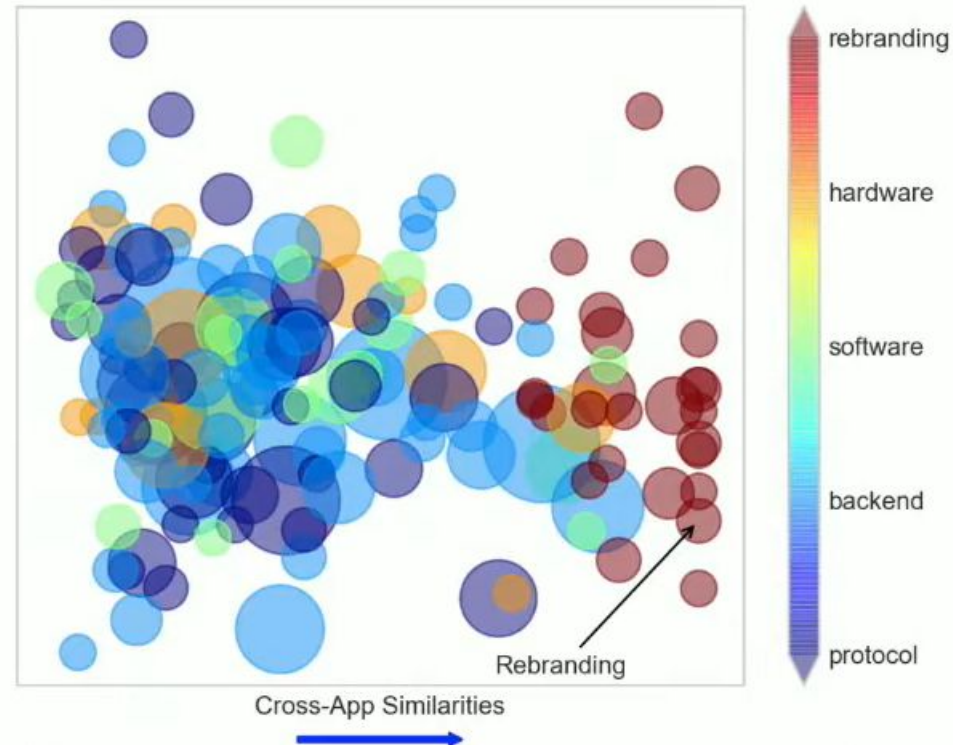 rebranding
hardware
software
backend
protocol
Rebranding
Cross-App Similarities